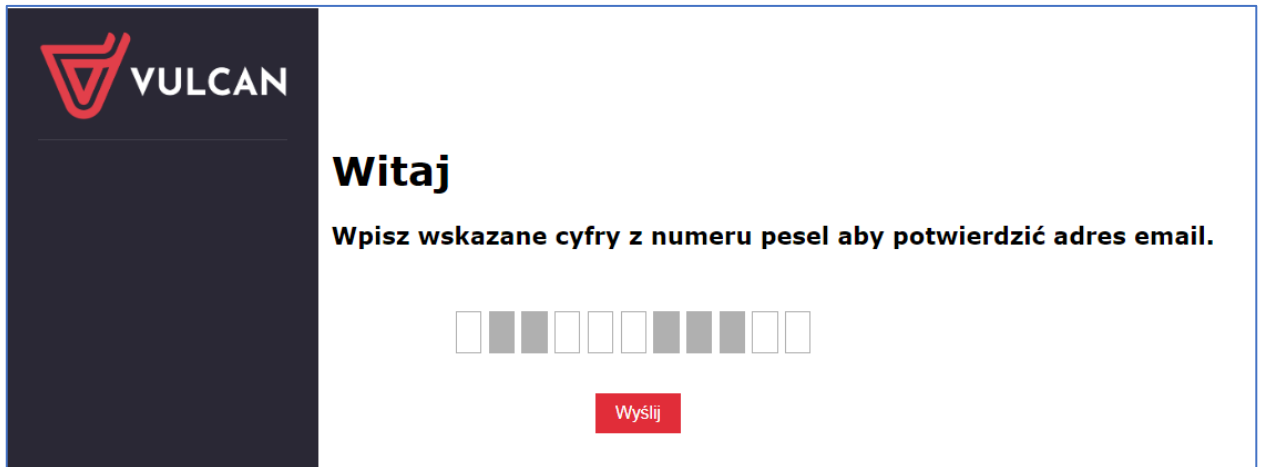 VULCAN
Witaj
Wpisz wskazane cyfry z numeru pesel aby potwierdzić adres email.
Wyślij